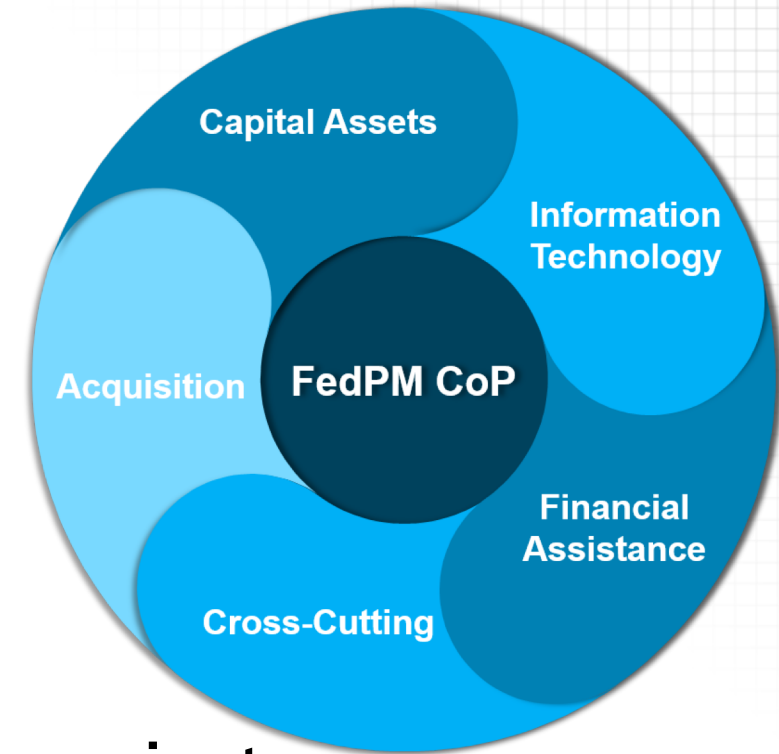 Capital Assets
Information
Technology
Acquisition
FedPM CoP
Financial
Assistance
Cross-Cutting